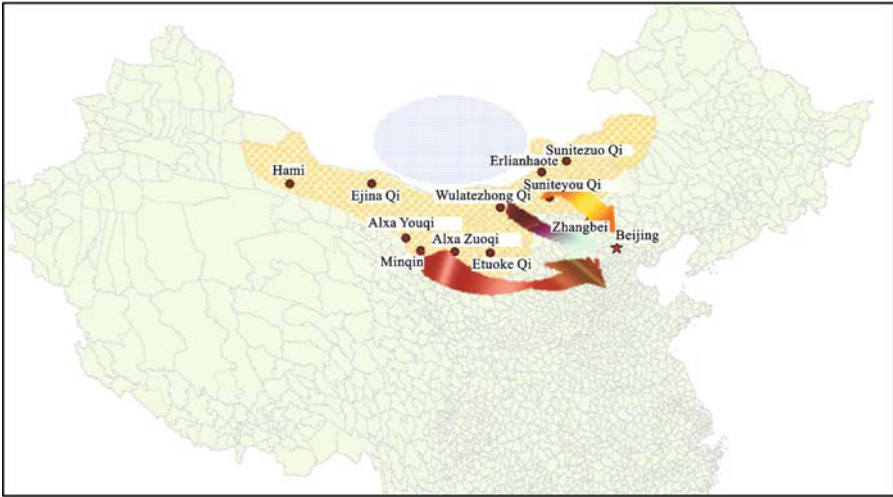 Sunitezuo Qi
Erlianhaote
Hami
Suniteyou Qi
Ejina Qi
Wulatezhong Qi
Alxa Youqi
Zhangbei
Beijing
Alxa Zuoqi
Minqin
Etuoke Qi